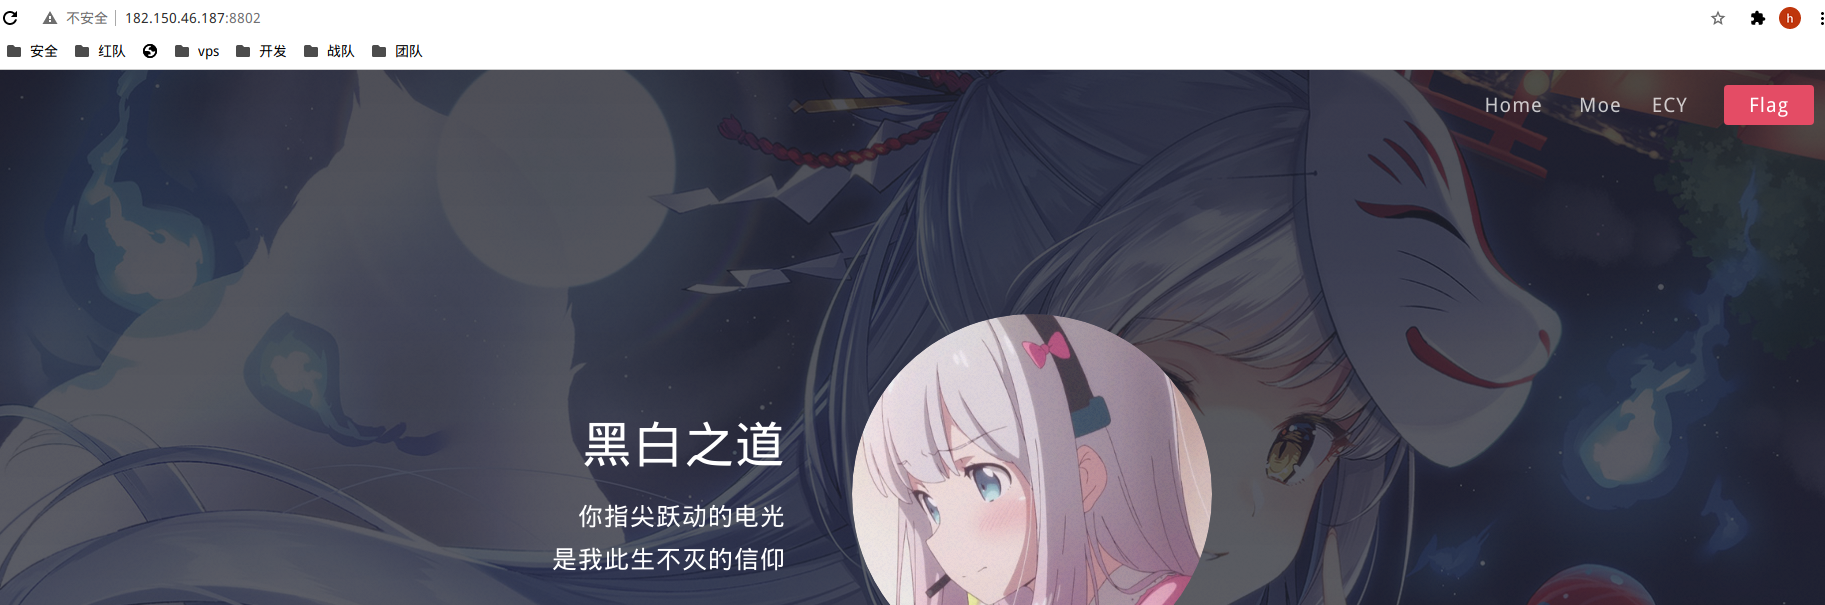 不安全 182.150.46.187:8802
h
安全 红队 vps 开发 战队 团队
Home Moe ECY Flag
黑白之道
你指尖跃动的电光
是我此生不灭的信仰